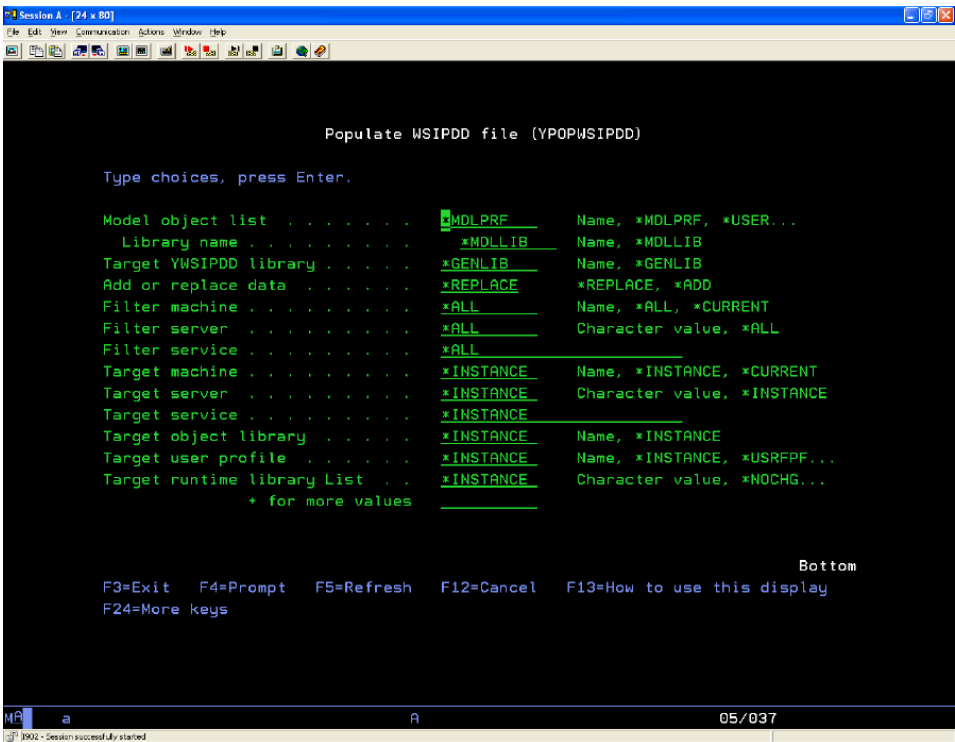 Session A - [24 x 80]
File Edit View Communication Actions Window Help
Populate WSIPDD file (YPOPWSIPDD)
Type choices, press Enter.
Model object list . . . . . . . *MDLPRF Name, *MDLPRF, *USER...
Library name . . . . . . . . . *MDLLIB Name, *MDLLIB
Target YWSIPDD library . . . . . *GENLIB Name, *GENLIB
Add or replace data . . . . . . *REPLACE *REPLACE, *ADD
Filter machine . . . . . . . . . *ALL Name, *ALL, *CURRENT
Filter server . . . . . . . . . *ALL Character value, *ALL
Filter service . . . . . . . . . *ALL
Target machine . . . . . . . . . *INSTANCE Name, *INSTANCE, *CURRENT
Target server . . . . . . . . . *INSTANCE Character value, *INSTANCE
Target service . . . . . . . . . *INSTANCE
Target object library . . . . . *INSTANCE Name, *INSTANCE
Target user profile . . . . . . *INSTANCE Name, *INSTANCE, *USRFPF...
Target runtime library List . . *INSTANCE Character value, *NOCHG...
+ for more values
Bottom
F3=Exit F4=Prompt F5=Refresh F12=Cancel F13=How to use this display
F24=More keys
MA a A 05/037
I902 - Session successfully started